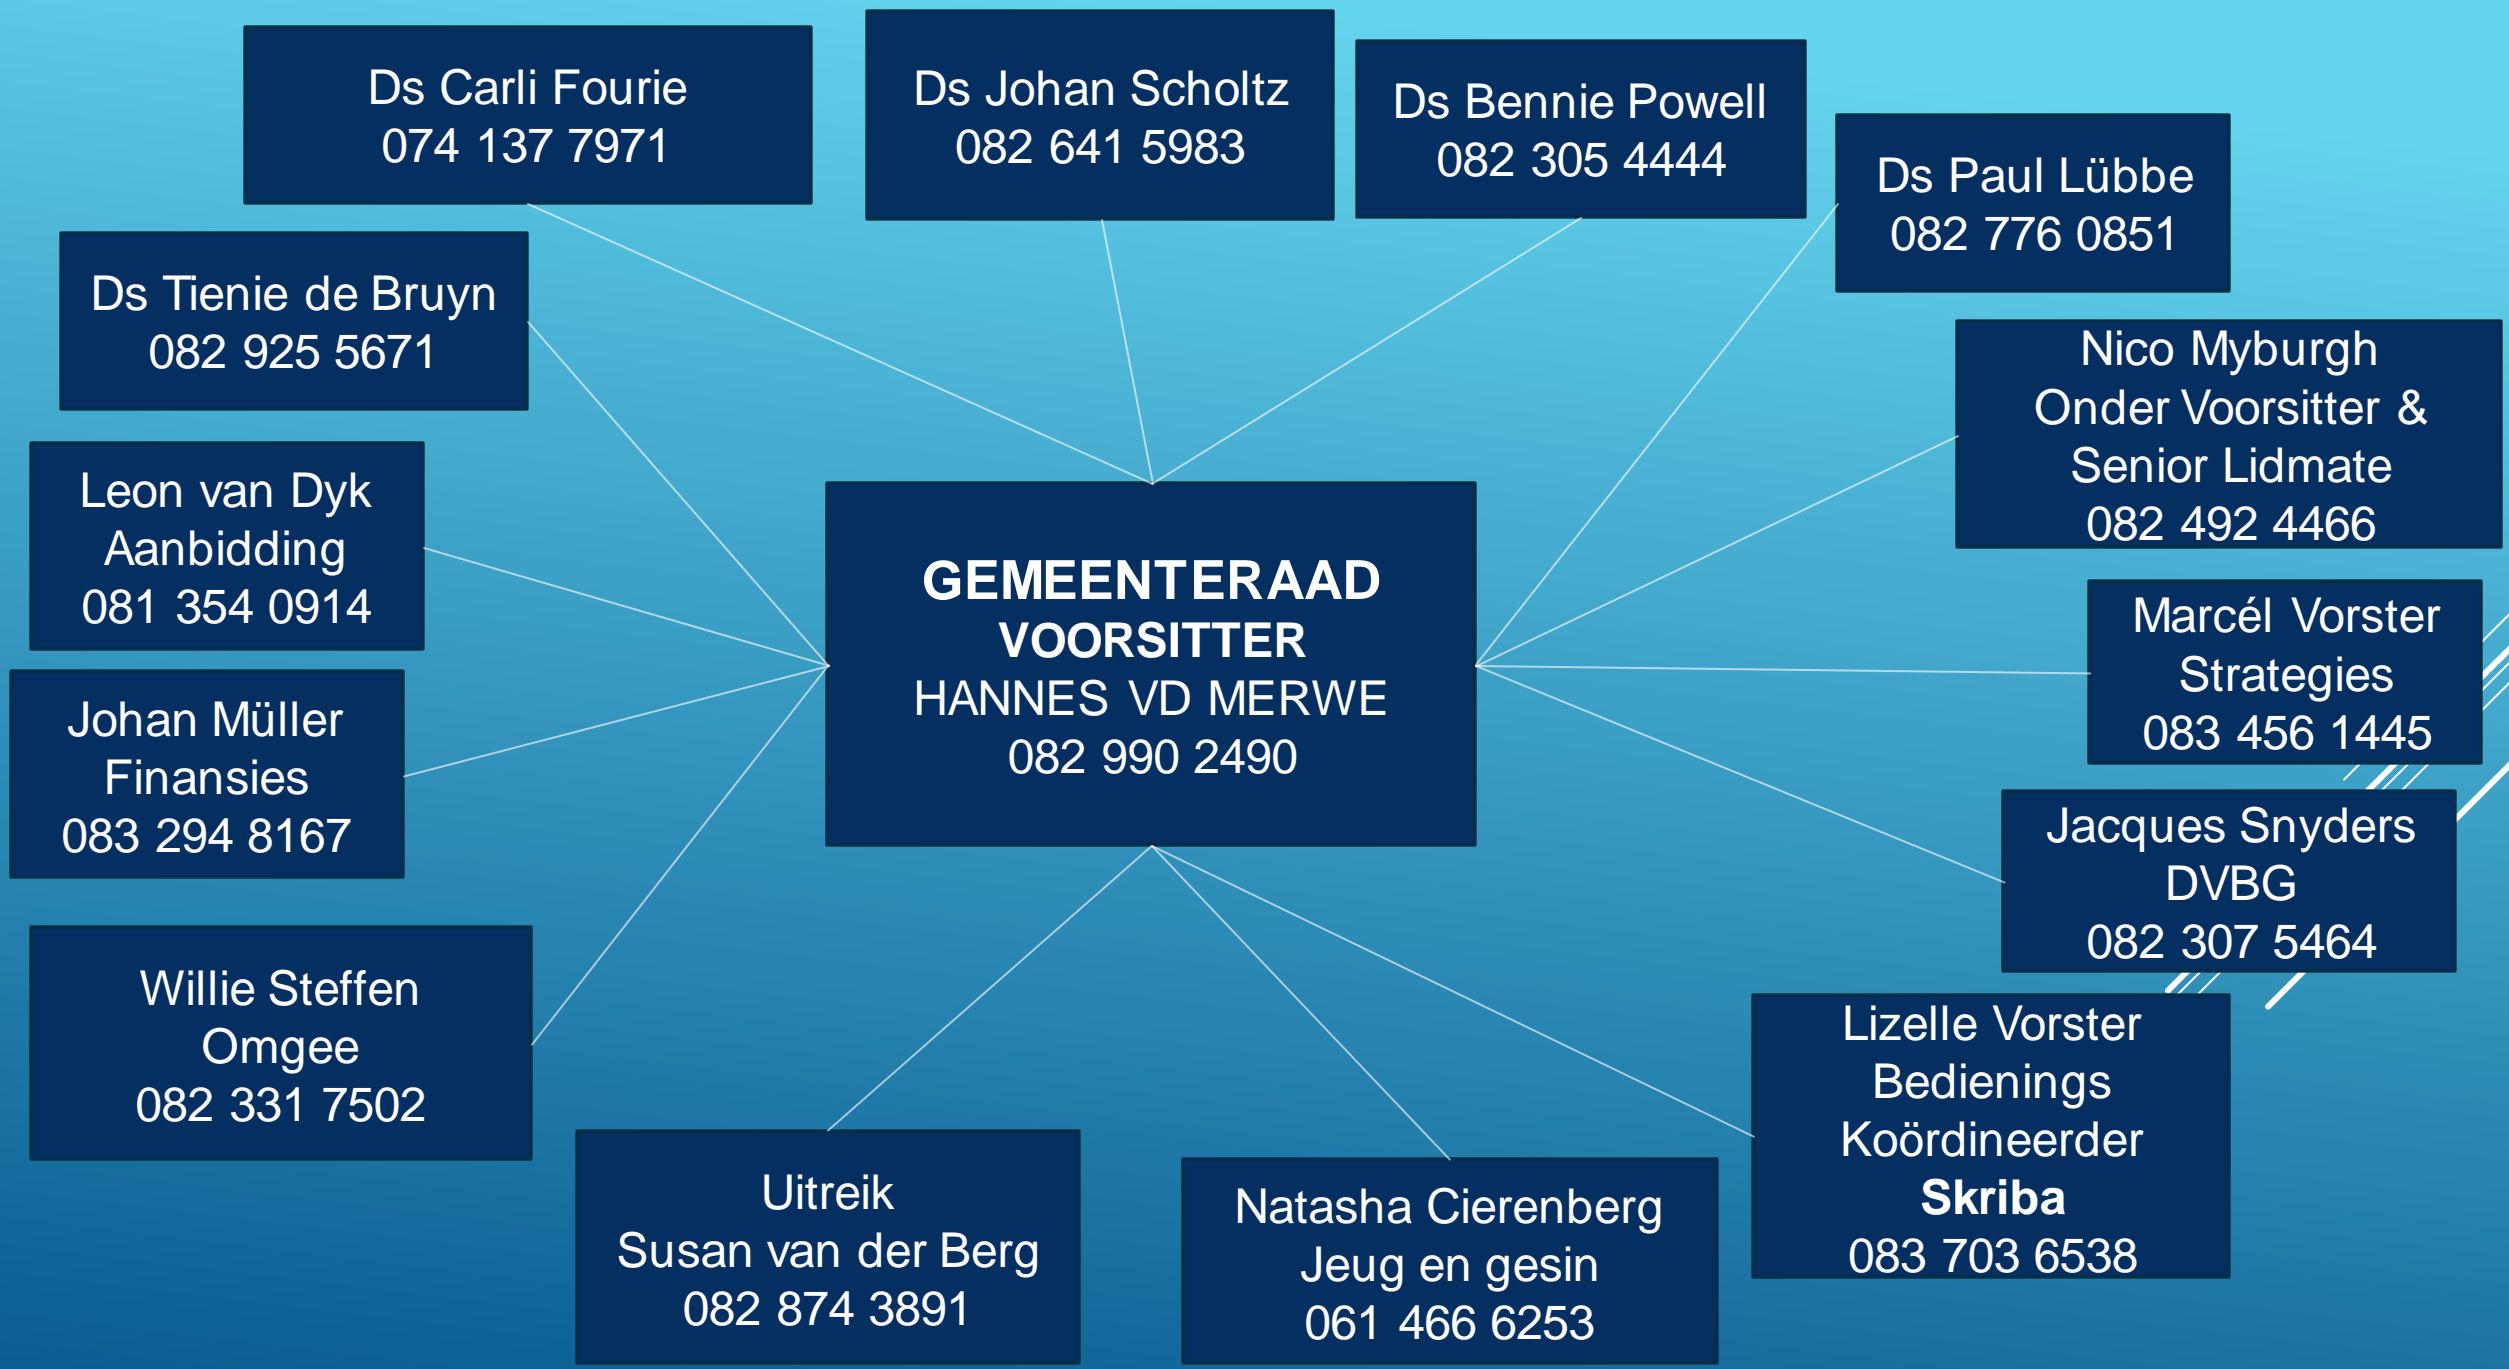 Ds Carli Fourie
074 137 7971
Ds Johan Scholtz
082 641 5983
Ds Bennie Powell
082 305 4444
Ds Paul Lübbe
082 776 0851
Ds Tienie de Bruyn
082 925 5671
Nico Myburgh
Onder Voorsitter &
Senior Lidmate
082 492 4466
Leon van Dyk
Aanbidding
081 354 0914
GEMEENTERAAD
VOORSITTER
HANNES VD MERWE
082 990 2490
Marcél Vorster
Strategies
083 456 1445
Johan Müller
Finansies
083 294 8167
Jacques Snyders
DVBG
082 307 5464
Willie Steffen
Omgee
082 331 7502
Lizelle Vorster
Bedienings
Koördineerder
Skriba
083 703 6538
Uitreik
Susan van der Berg
082 874 3891
Natasha Cierenberg
Jeug en gesin
061 466 6253